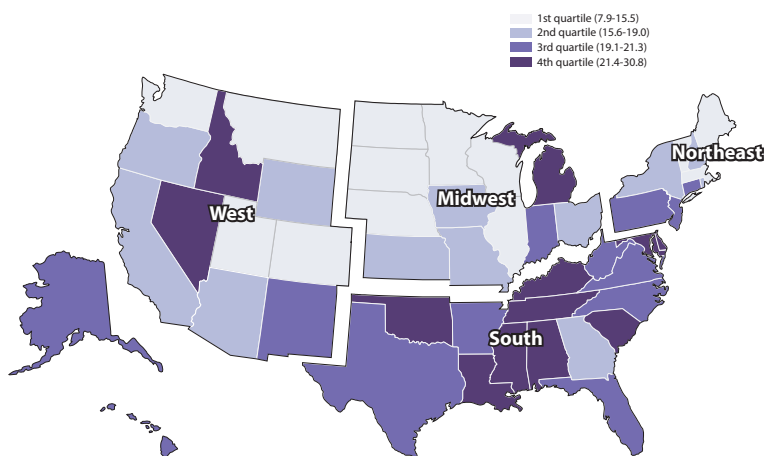 1st quartile (7.9-15.5)
2nd quartile (15.6-19.0)
3rd quartile (19.1-21.3)
4th quartile (21.4-30.8)
Northeast
Midwest
West
South